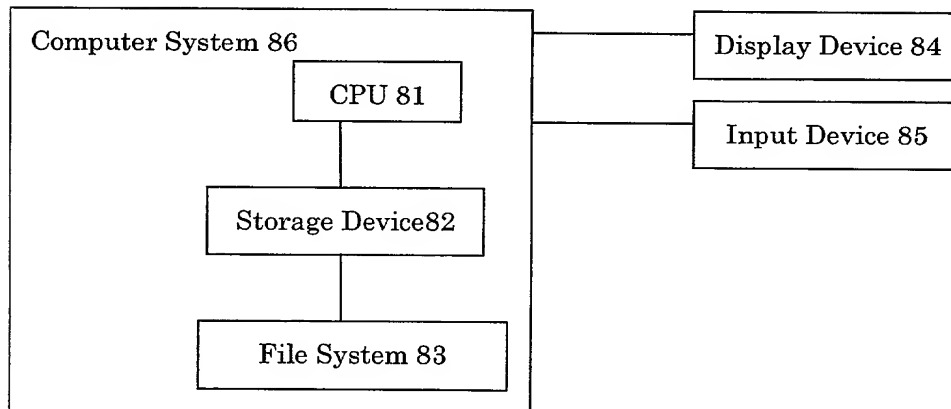 Computer System 86
CPU 81
Storage Device82
File System 83
Display Device 84
Input Device 85